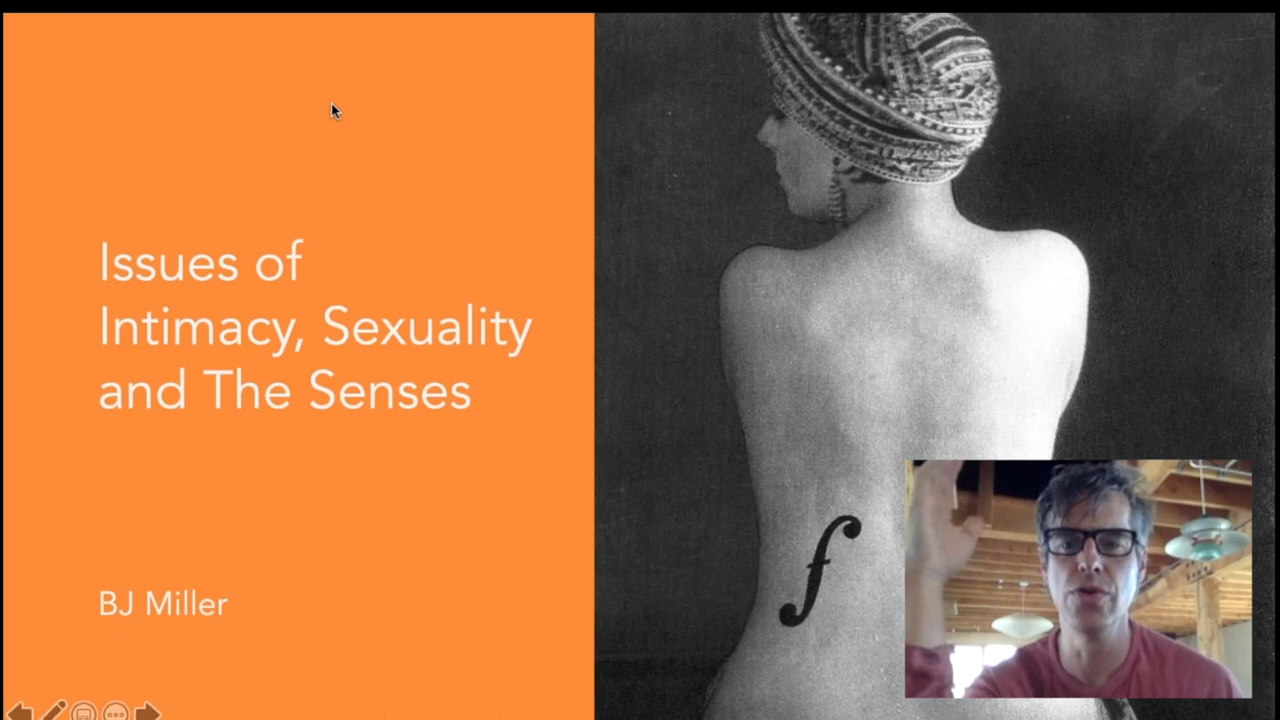 Issues of
Intimacy, Sexuality
and The Senses
BJ Miller